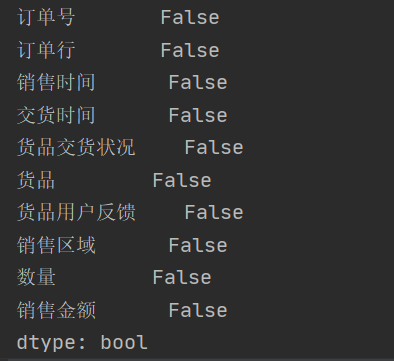 订单号 False
订单行 False
销售时间 False
交货时间 False
货品交货状况 False
货品 False
货品用户反馈 False
销售区域 False
数量 False
销售金额 False
dtype: bool